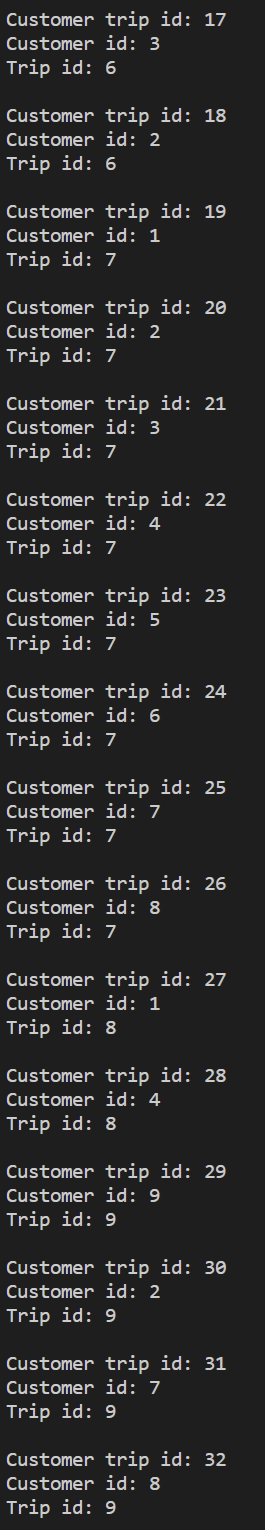 Customer trip id: 17
Customer id: 3
Trip id: 6
Customer trip id: 18
Customer id: 2
Trip id: 6
Customer trip id: 19
Customer id: 1
Trip id: 7
Customer trip id: 20
Customer id: 2
Trip id: 7
Customer trip id: 21
Customer id: 3
Trip id: 7
Customer trip id: 22
Customer id: 4
Trip id: 7
Customer trip id: 23
Customer id: 5
Trip id: 7
Customer trip id: 24
Customer id: 6
Trip id: 7
Customer trip id: 25
Customer id: 7
Trip id: 7
Customer trip id: 26
Customer id: 8
Trip id: 7
Customer trip id: 27
Customer id: 1
Trip id: 8
Customer trip id: 28
Customer id: 4
Trip id: 8
Customer trip id: 29
Customer id: 9
Trip id: 9
Customer trip id: 30
Customer id: 2
Trip id: 9
Customer trip id: 31
Customer id: 7
Trip id: 9
Customer trip id: 32
Customer id: 8
Trip id: 9